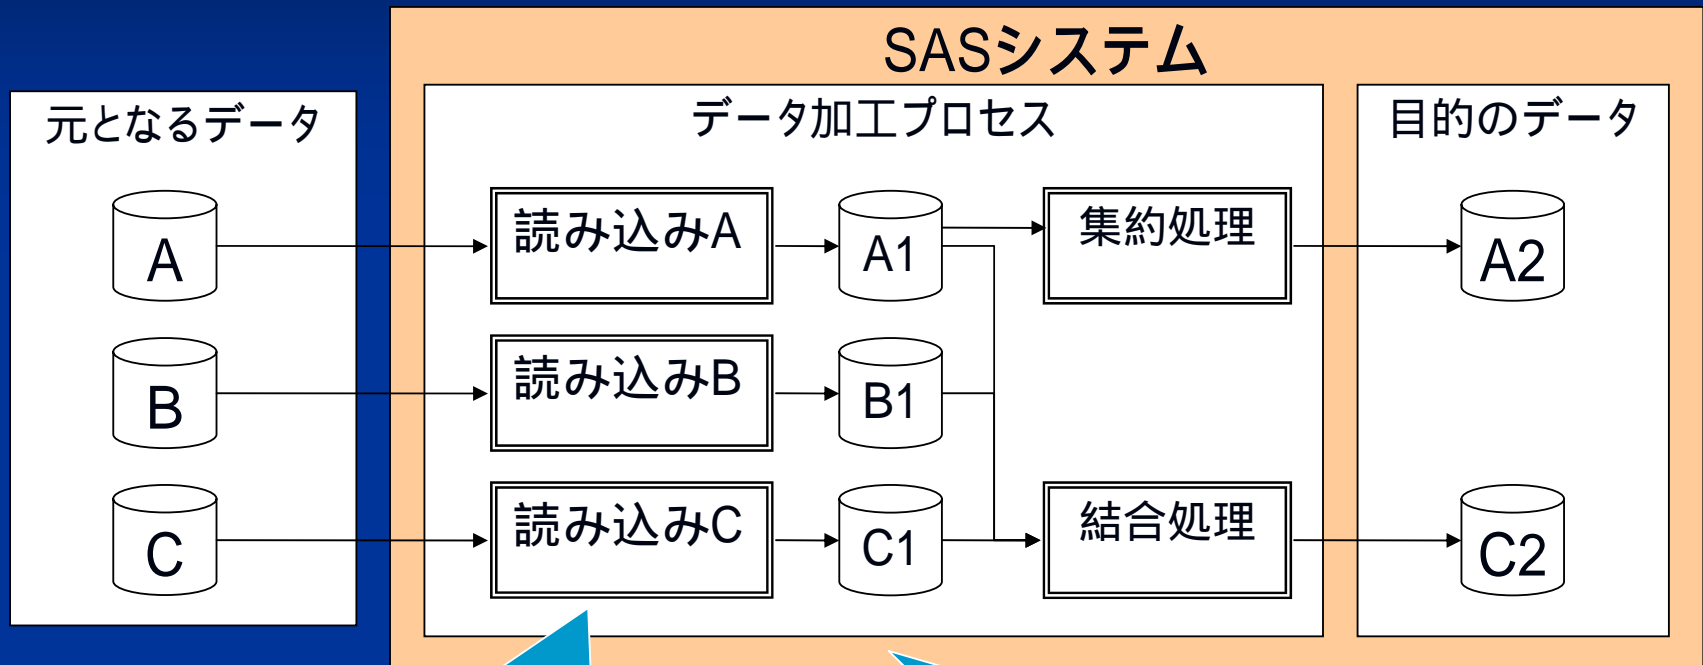 SASシステム
元となるデータ
データ加工プロセス
目的のデータ
A
読み込みA
A1
集約処理
A2
B
読み込みB
B1
C
読み込みC
C1
結合処理
C2